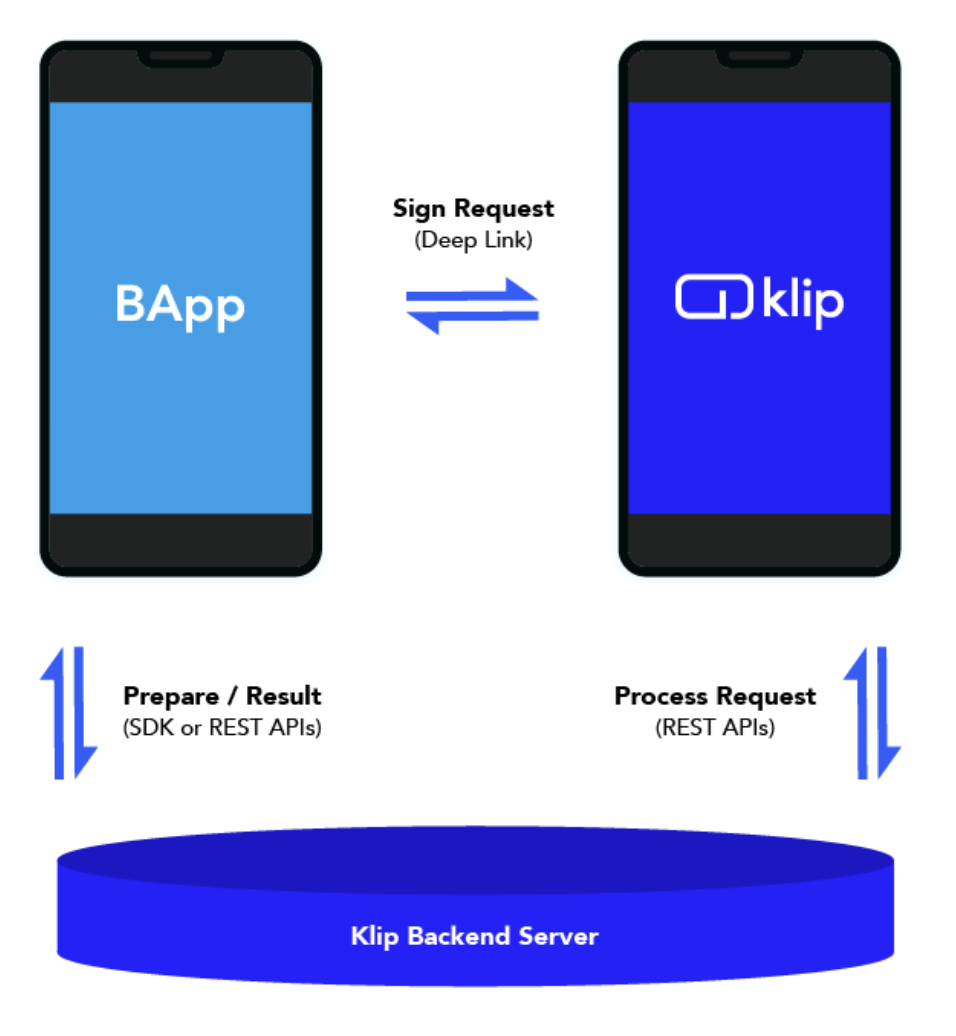 Sign Request
(Deep Link)
BApp
klip
Prepare / Result
(SDK or REST APIs)
Process Request
(REST APIs)
Klip Backend Server